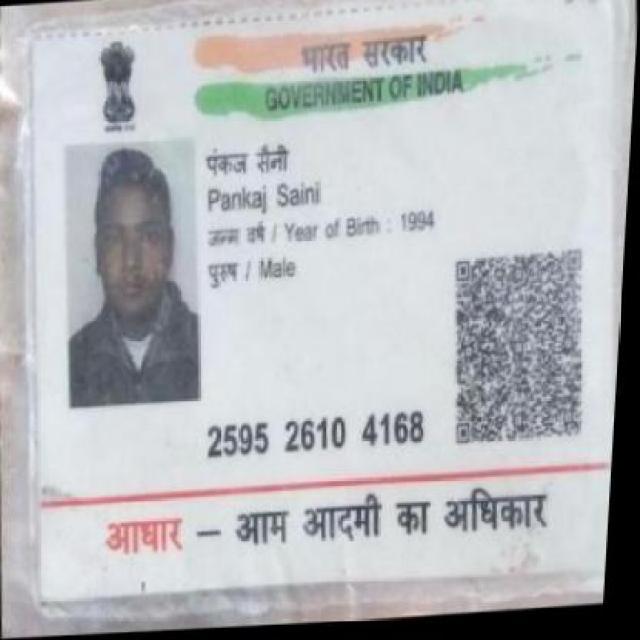 भारत सरकार
GOVERNMENT OF INDIA
पंकज सैनी
Pankaj Saini
जन्म वर्ष / Year of Birth : 1994
पुरुष / Male
2595 2610 4168
आधार – आम आदमी का अधिकार